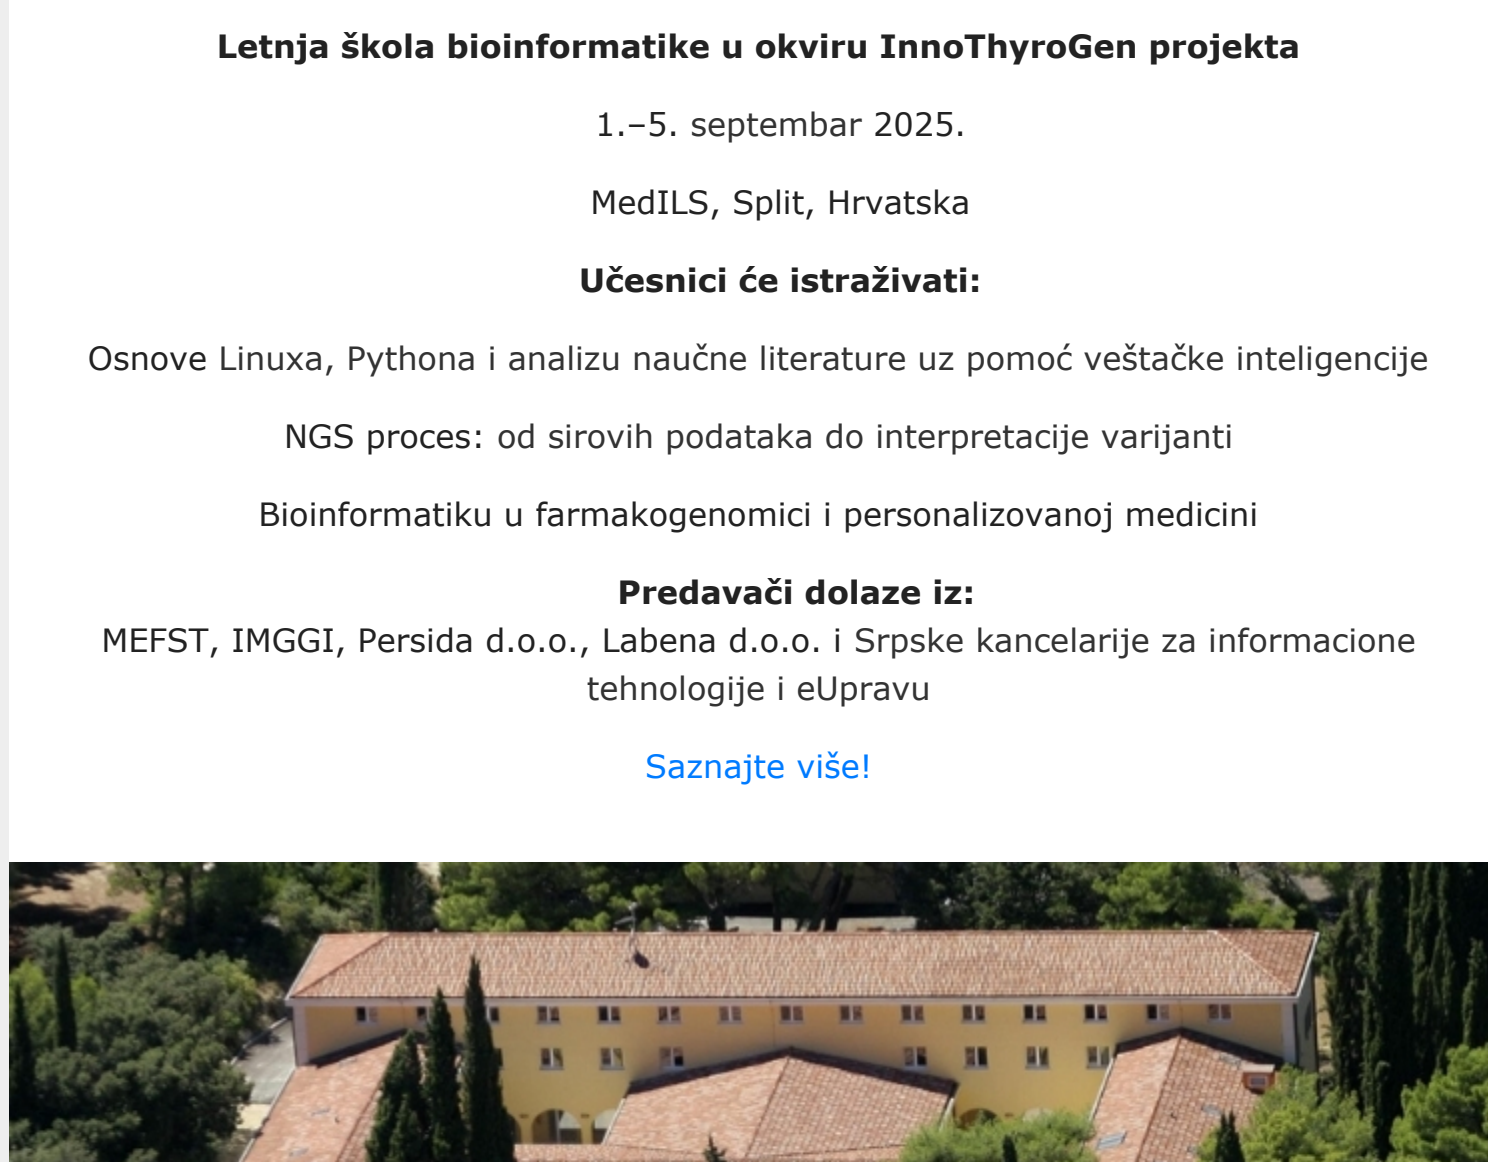 Letnja škola bioinformatike u okviru InnoThyroGen projekta
1.–5. septembar 2025.
MedILS, Split, Hrvatska
Učesnici će istraživati:
Osnove Linuxa, Pythona i analizu naučne literature uz pomoć veštačke inteligencije
NGS proces: od sirovih podataka do interpretacije varijanti
Bioinformatiku u farmakogenomici i personalizovanoj medicini
Predavači dolaze iz:
MEFST, IMGGI, Persida d.o.o., Labena d.o.o. i Srpske kancelarije za informacione
tehnologije i eUpravu
Saznajte više!